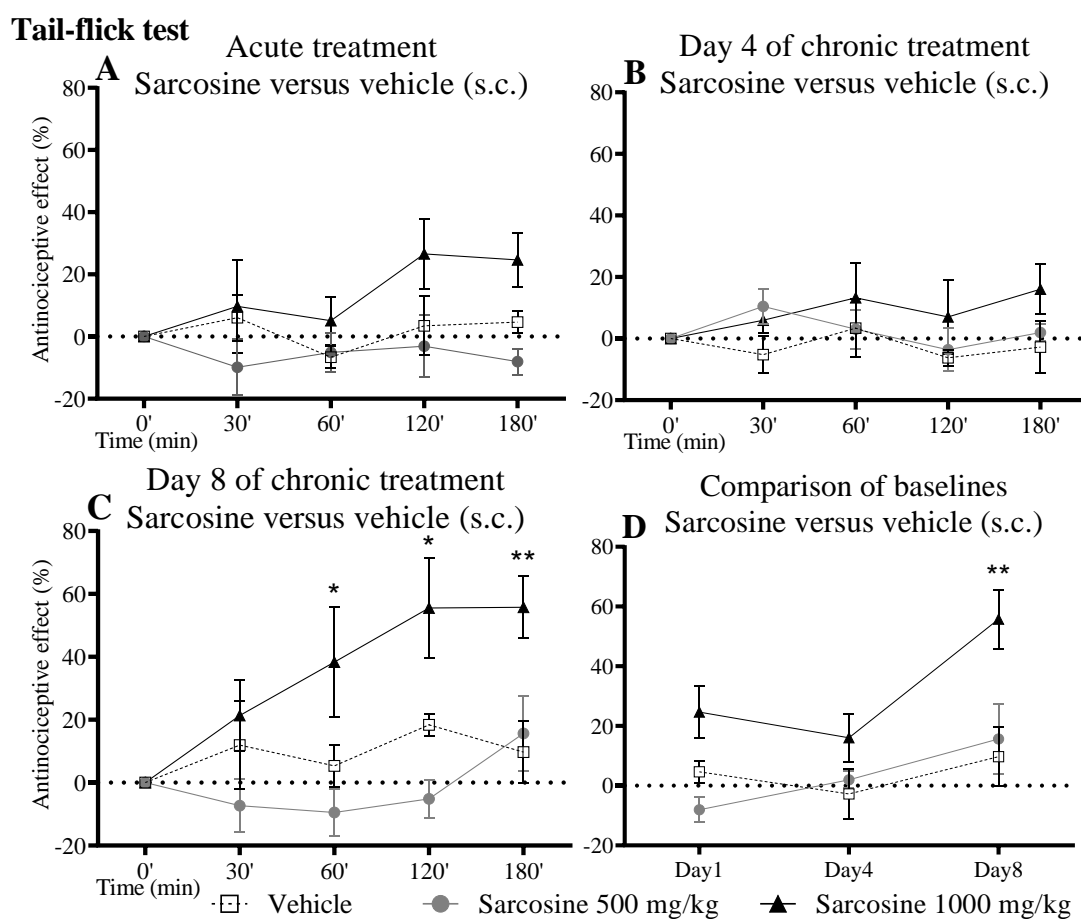 Tail-flick test
A
Acute treatment
Sarcosine versus vehicle (s.c.)
Antinociceptive effect (%)
80
60
40
20
0
-20
0' 30' 60' 120' 180'
Time (min)
B
Day 4 of chronic treatment
Sarcosine versus vehicle (s.c.)
80
60
40
20
0
-20
0' 30' 60' 120' 180'
Time (min)
C
Day 8 of chronic treatment
Sarcosine versus vehicle (s.c.)
Antinociceptive effect (%)
80
60
40
20
0
-20
* * **
0' 30' 60' 120' 180'
Time (min)
D
Comparison of baselines
Sarcosine versus vehicle (s.c.)
80
60
40
20
0
-20
**
Day1 Day4 Day8
Vehicle Sarcosine 500 mg/kg Sarcosine 1000 mg/kg